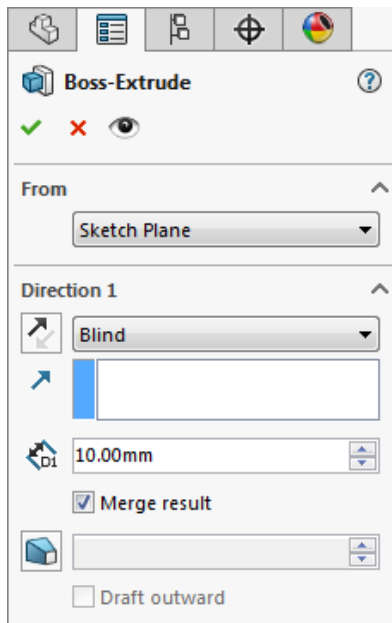 Boss-Extrude
?
From
Sketch Plane
Direction 1
Blind
D1
10.00mm
Merge result
Draft outward